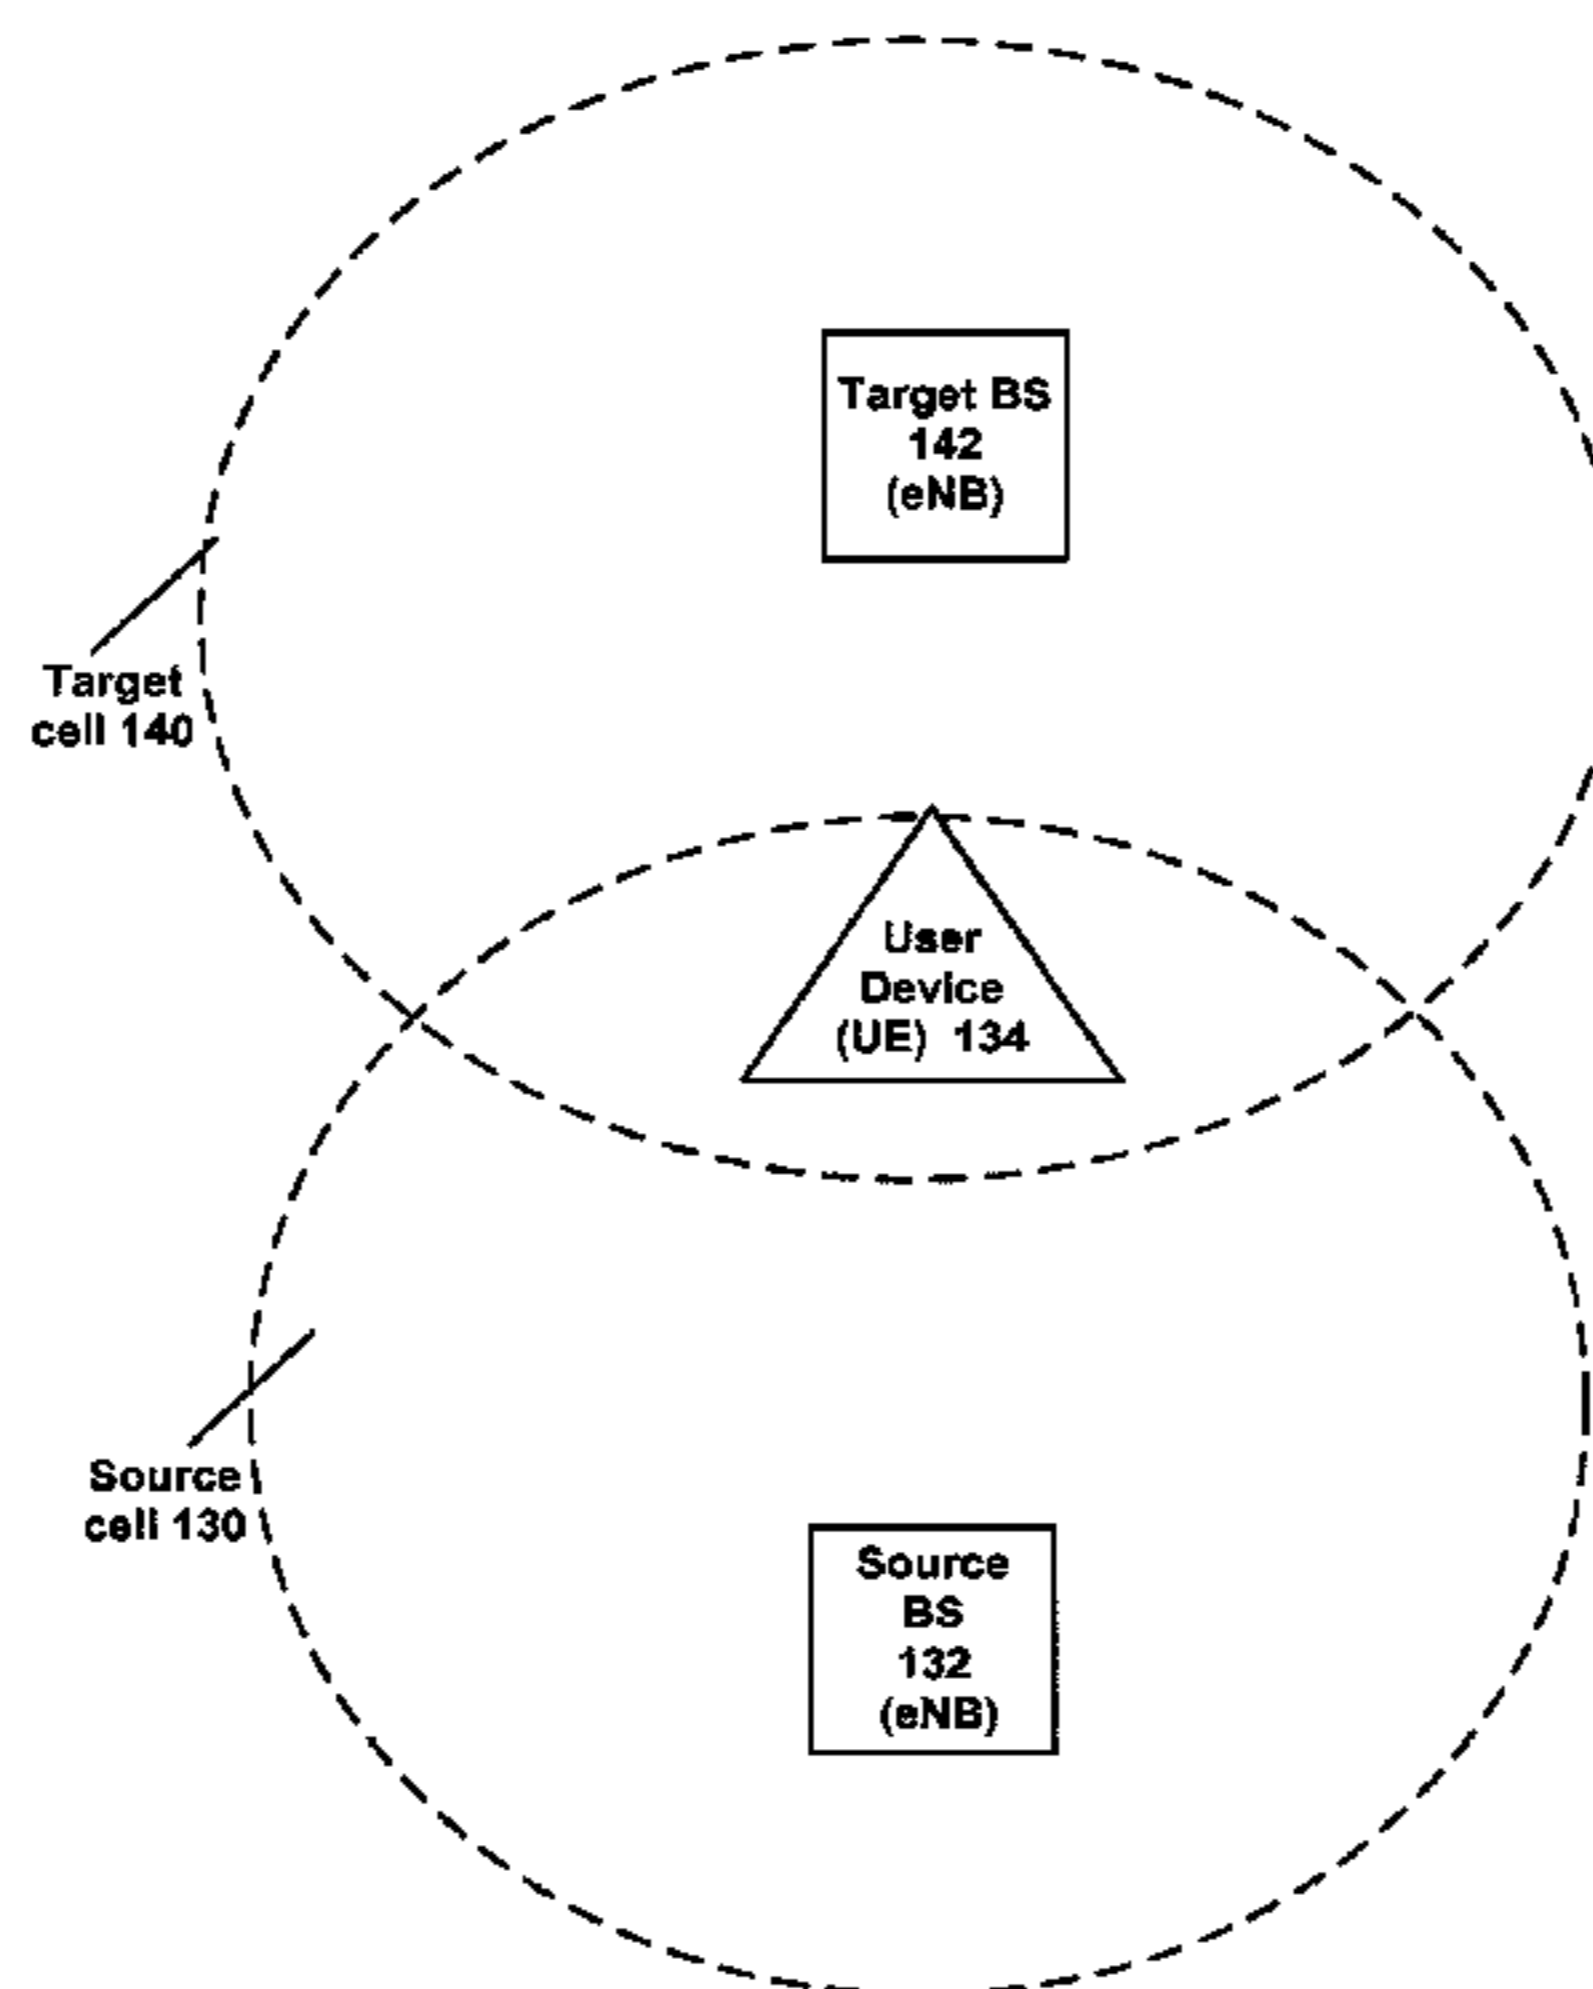 Target BS
142
(eNB)
Target
cell 140
User
Device
(UE) 134
Source
cell 130
Source
BS
132
(eNB)